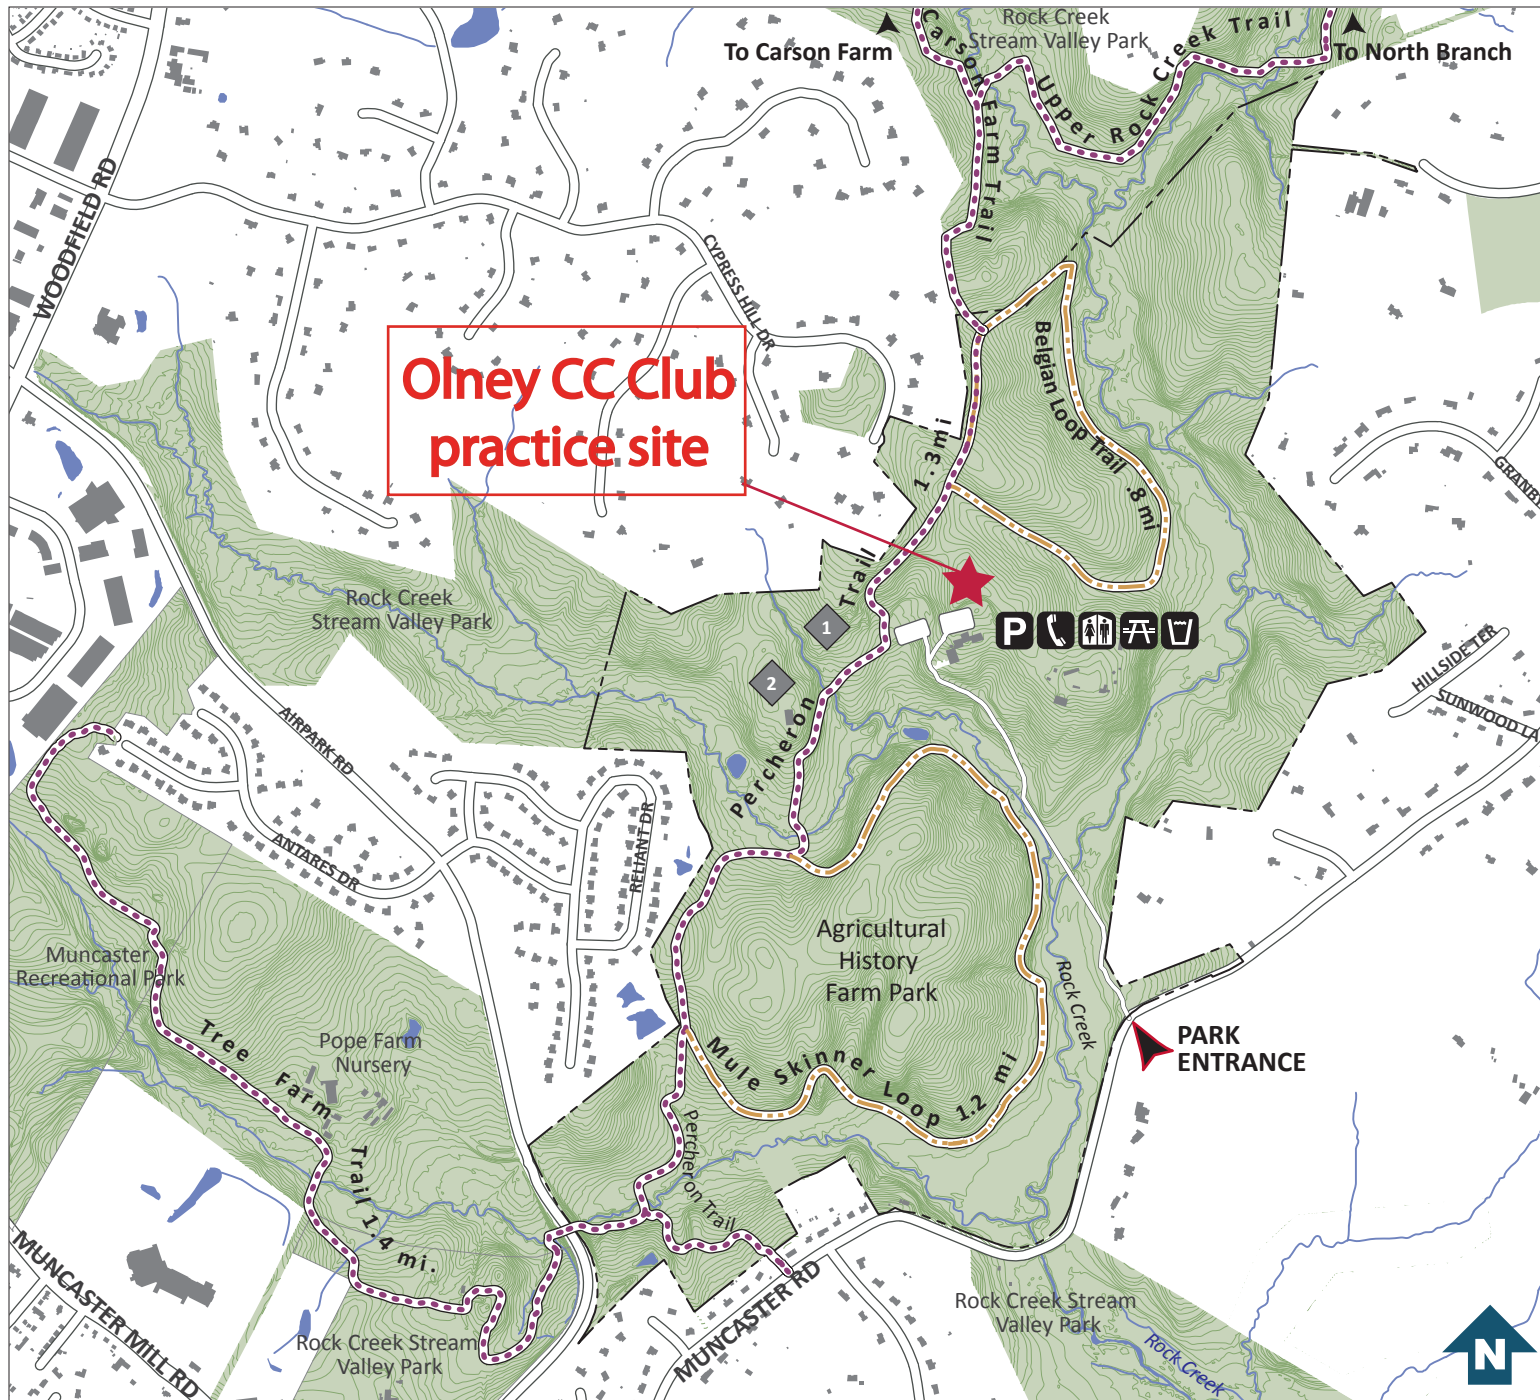 Rock Creek
Stream Valley Park
To Carson Farm
To North Branch
Carson Farm Trail
Upper Rock Creek Trail
WOODFIELD RD
CYPRESS HILL DR
Olney CC Club
practice site
Belgian Loop Trail .8 mi
1.3mi
GRANBY
Rock Creek
Stream Valley Park
Percheron Trail
1
2
P
HILLSIDE TER
SUNWOOD LA
AIRPARK RD
ANTARES DR
RELIANT DR
Agricultural
History
Farm Park
Muncaster
Recreational Park
Rock Creek
PARK
ENTRANCE
Pope Farm
Nursery
Tree Farm Trail 1.4 mi.
Mule Skinner Loop 1.2 mi
Percheron Trail
MUNCASTER MILL RD
MUNCASTER RD
Rock Creek Stream
Valley Park
Rock Creek Stream
Valley Park
Rock Creek
N